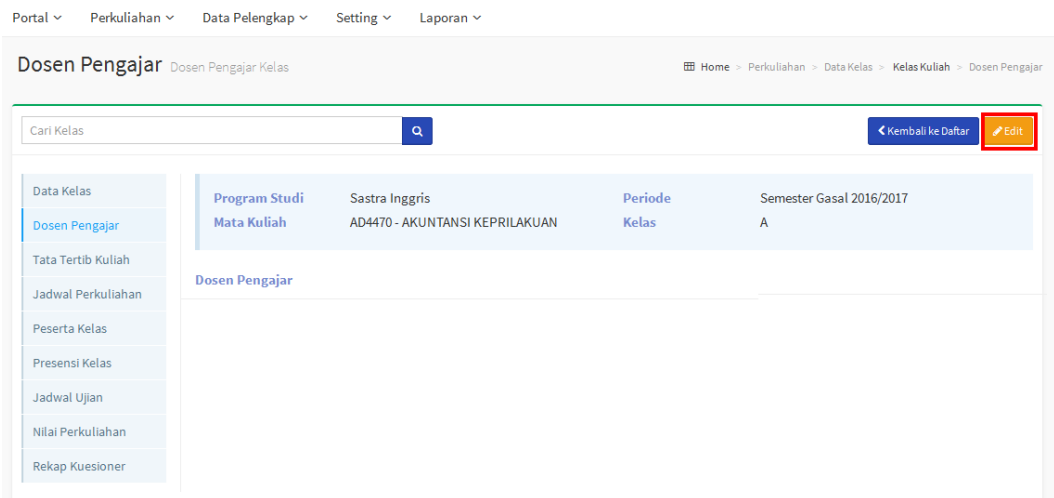 Portal Perkuliahan Data Pelengkap Setting Laporan
Dosen Pengajar Dosen Pengajar Kelas
Home > Perkuliahan > Data Kelas > Kelas Kuliah > Dosen Pengajar
Cari Kelas
Kembali ke Daftar
Edit
Data Kelas
Dosen Pengajar
Tata Tertib Kuliah
Jadwal Perkuliahan
Peserta Kelas
Presensi Kelas
Jadwal Ujian
Nilai Perkuliahan
Rekap Kuesioner
Program Studi Sastra Inggris Periode Semester Gasal 2016/2017
Mata Kuliah AD4470 - AKUNTANSI KEPRILAKUAN Kelas A
Dosen Pengajar